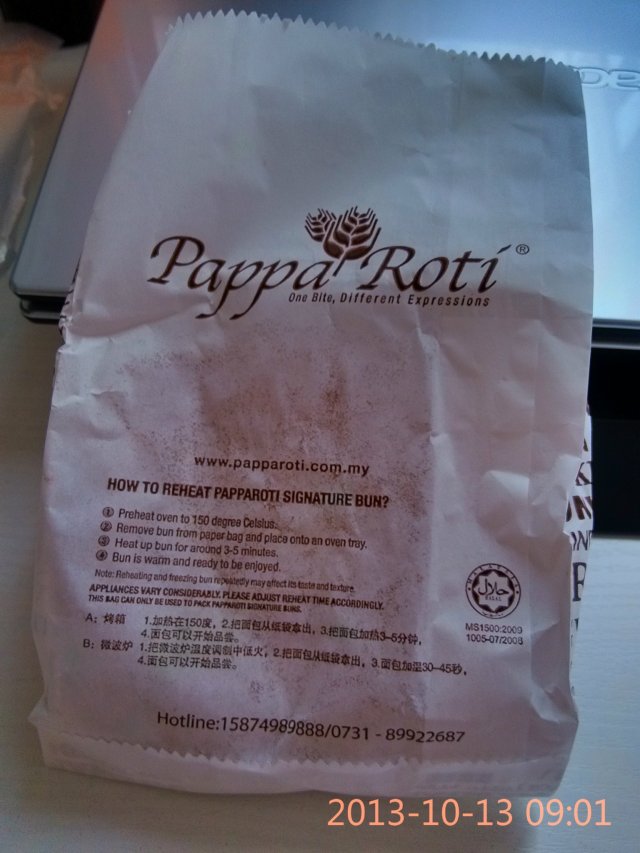 Pappa Roti ®
One Bite, Different Expressions
www.papparoti.com.my
HOW TO REHEAT PAPPAROTI SIGNATURE BUN?
① Preheat oven to 150 degree Celsius.
② Remove bun from paper bag and place onto an oven tray.
③ Heat up bun for around 3-5 minutes.
④ Bun is warm and ready to be enjoyed.
Note: Reheating and freezing bun repeatedly may affect its taste and texture.
APPLIANCES VARY CONSIDERABLY. PLEASE ADJUST REHEAT TIME ACCORDINGLY.
THIS BAG CAN ONLY BE USED TO PACK PAPPAROTI SIGNATURE BUNS.
A：烤箱 1.加热在150度，2.把面包从纸袋拿出，3.把面包加热3-5分钟，
4.面包可以开始品尝。
B：微波炉 1.把微波炉温度调制中低火，2.把面包从纸袋拿出，3.面包加温30-45秒，
4.面包可以开始品尝。
حلال
HALAL
MS1500:2009
1005-07/2008
Hotline:15874989888/0731 - 89922687
2013-10-13 09:01